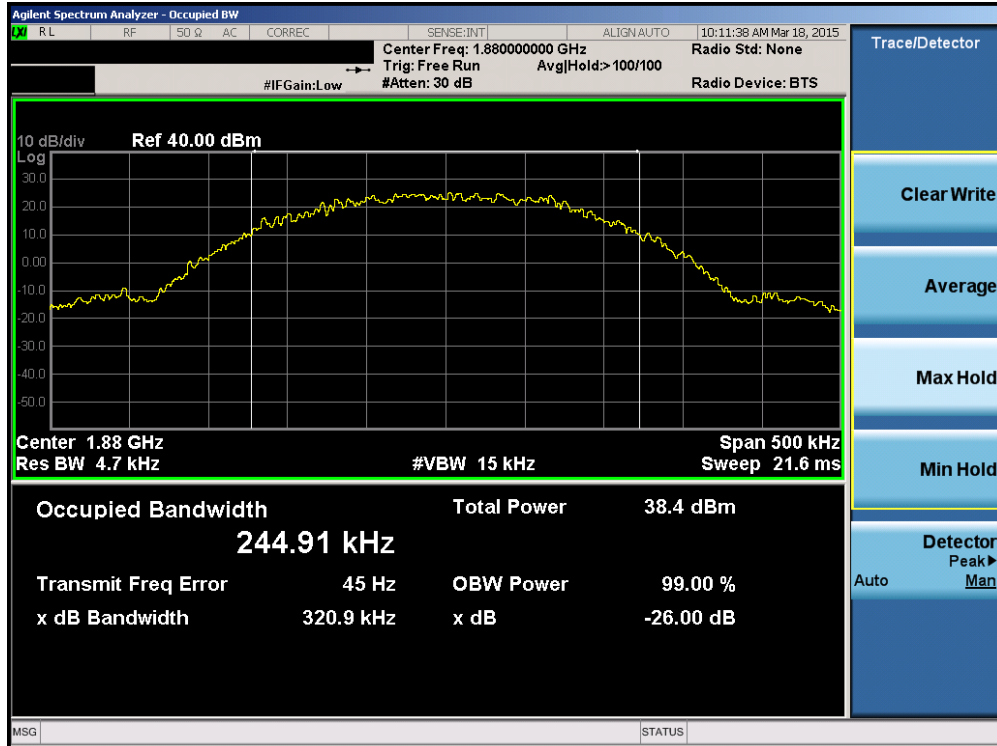 Agilent Spectrum Analyzer - Occupied BW
LXI RL RF 50 Ω AC CORREC SENSE:INT ALIGN AUTO 10:11:38 AM Mar 18, 2015
Center Freq: 1.880000000 GHz Radio Std: None
Trig: Free Run Avg|Hold:>100/100
#IFGain:Low #Atten: 30 dB Radio Device: BTS
Trace/Detector
10 dB/div Ref 40.00 dBm
Log
30.0
20.0
10.0
0.00
-10.0
-20.0
-30.0
-40.0
-50.0
Center 1.88 GHz Span 500 kHz
Res BW 4.7 kHz #VBW 15 kHz Sweep 21.6 ms
Occupied Bandwidth Total Power 38.4 dBm
244.91 kHz
Transmit Freq Error 45 Hz OBW Power 99.00 %
x dB Bandwidth 320.9 kHz x dB -26.00 dB
Clear Write
Average
Max Hold
Min Hold
Detector
Peak▶
Auto Man
MSG STATUS